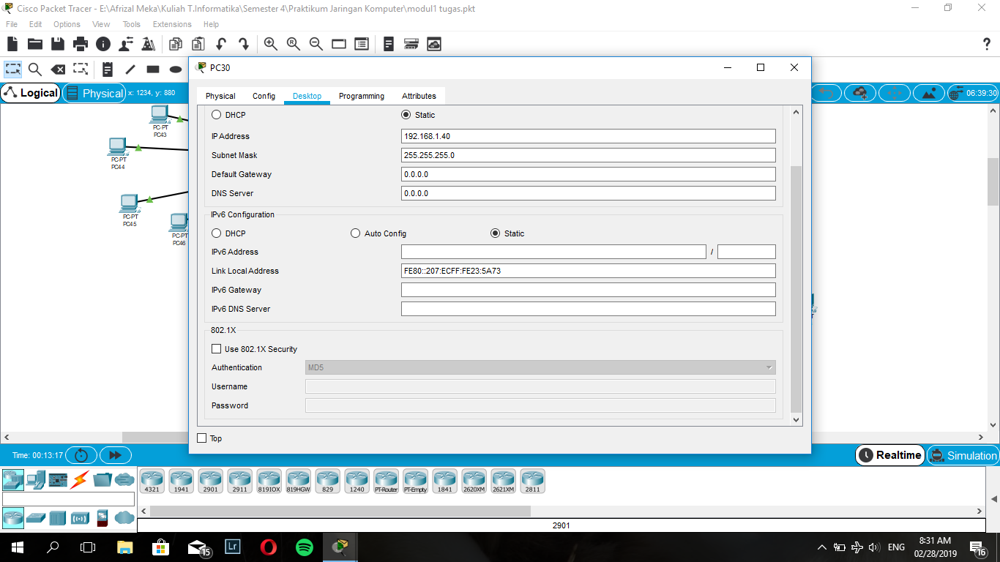 Cisco Packet Tracer - E:\Afrizal Meka\Kuliah T.Informatika\Semester 4\Praktikum Jaringan Komputer\modul1 tugas.pkt
File Edit Options View Tools Extensions Help
PC30
Logical Physical x: 1234, y: 880 06:39:30
Physical Config Desktop Programming Attributes
DHCP Static
IP Address 192.168.1.40
Subnet Mask 255.255.255.0
Default Gateway 0.0.0.0
DNS Server 0.0.0.0
IPv6 Configuration
DHCP Auto Config Static
IPv6 Address /
Link Local Address FE80::207:ECFF:FE23:5A73
IPv6 Gateway
IPv6 DNS Server
802.1X
Use 802.1X Security
Authentication MD5
Username
Password
Top
PC-PT
PC43
PC-PT
PC44
PC-PT
PC45
PC-PT
PC46
Time: 00:13:17 Realtime Simulation
4321 1941 2901 2911 819IOX 819HGW 829 1240 PT-Router PT-Empty 1841 2620XM 2621XM 2811
2901
15 Lr ENG 8:31 AM
02/28/2019 16